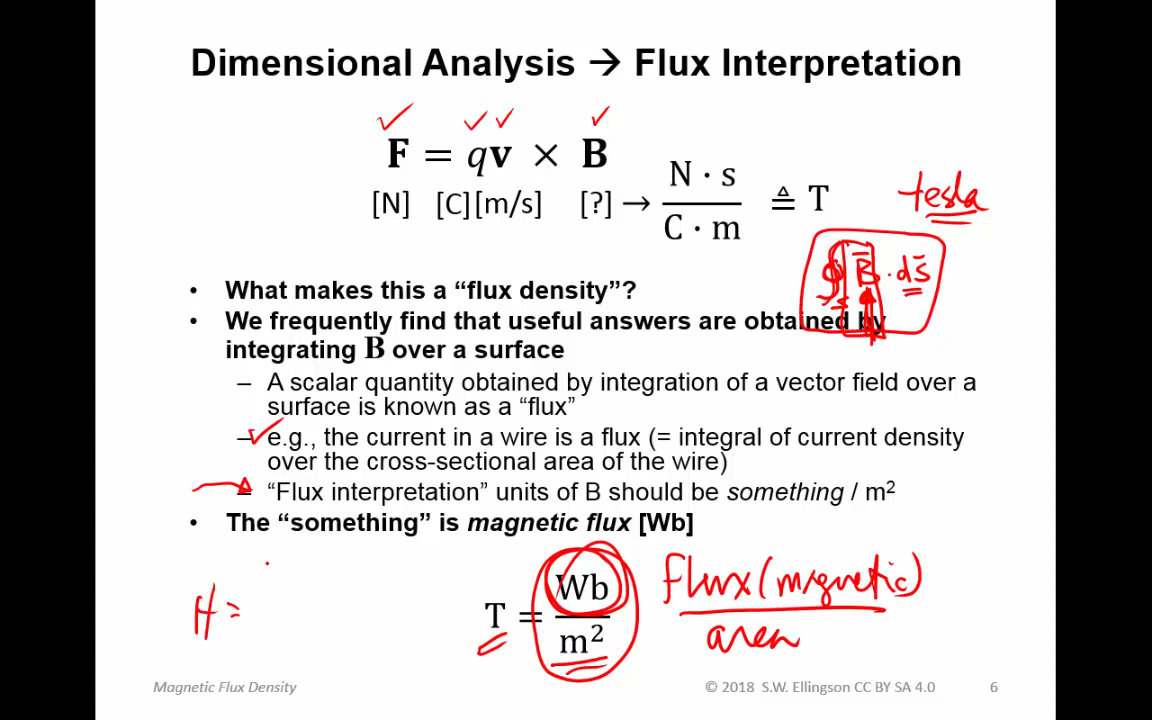 Dimensional Analysis → Flux Interpretation
F = qv × B
[N] [C][m/s] [?] → N · s / C · m ≜ T
tesla
∮s B̄ · ds̄
• What makes this a “flux density”?
• We frequently find that useful answers are obtained by
integrating B over a surface
– A scalar quantity obtained by integration of a vector field over a
surface is known as a “flux”
– e.g., the current in a wire is a flux (= integral of current density
over the cross-sectional area of the wire)
– “Flux interpretation” units of B should be something / m²
• The “something” is magnetic flux [Wb]
H =
T = Wb / m²
flux (magnetic)
area
Magnetic Flux Density
© 2018 S.W. Ellingson CC BY SA 4.0
6